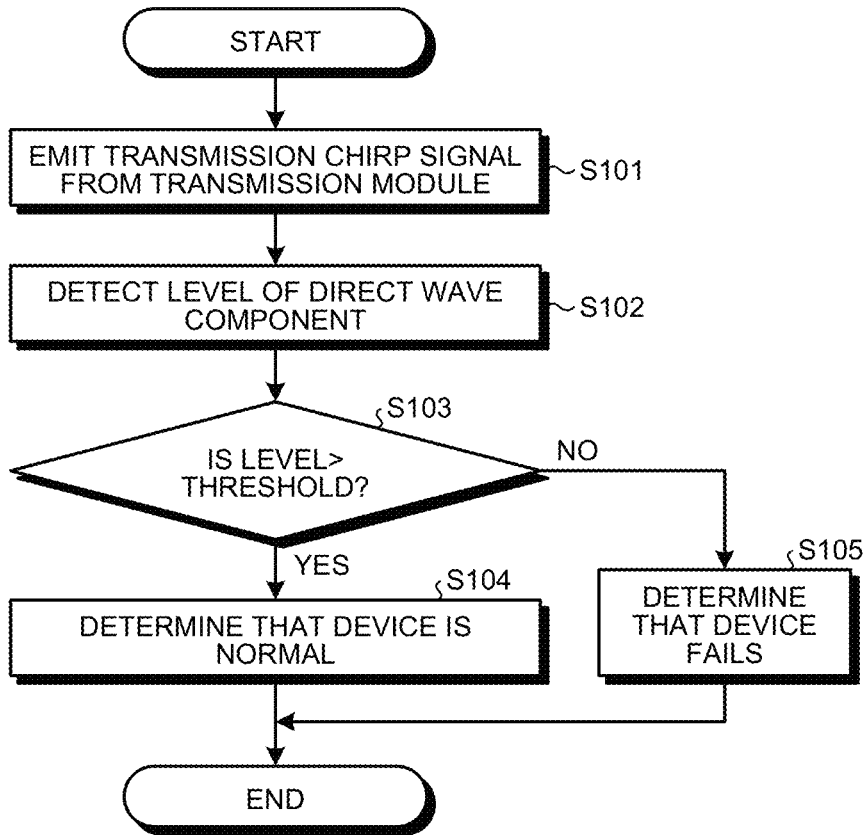 START
EMIT TRANSMISSION CHIRP SIGNAL
FROM TRANSMISSION MODULE
S101
DETECT LEVEL OF DIRECT WAVE
COMPONENT
S102
S103
IS LEVEL>
THRESHOLD?
NO
YES
S104
DETERMINE THAT DEVICE IS
NORMAL
S105
DETERMINE
THAT DEVICE
FAILS
END